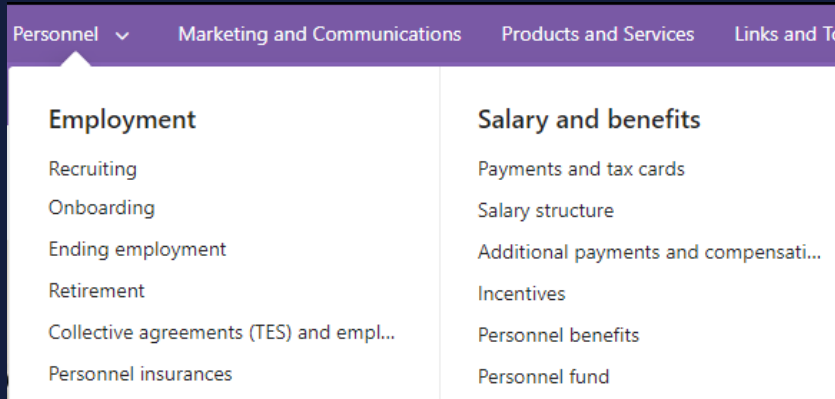 Personnel
Marketing and Communications
Products and Services
Links and
Employment
Recruiting
Onboarding
Ending employment
Retirement
Collective agreements (TES) and empl...
Personnel insurances
Salary and benefits
Payments and tax cards
Salary structure
Additional payments and compensati...
Incentives
Personnel benefits
Personnel fund